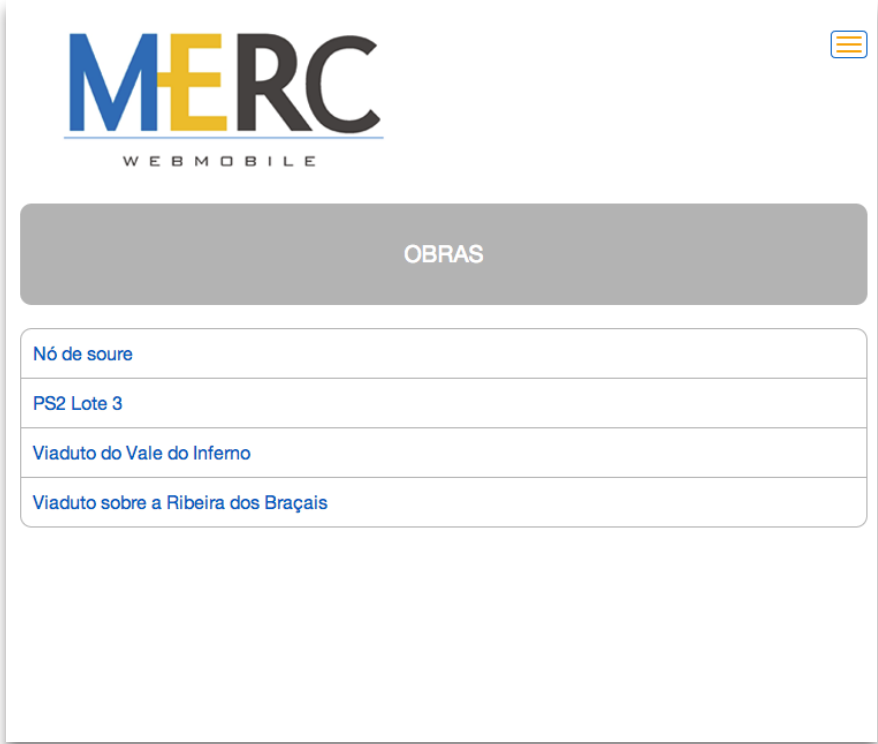 MERC
WEBMOBILE
OBRAS
Nó de soure
PS2 Lote 3
Viaduto do Vale do Inferno
Viaduto sobre a Ribeira dos Braçais